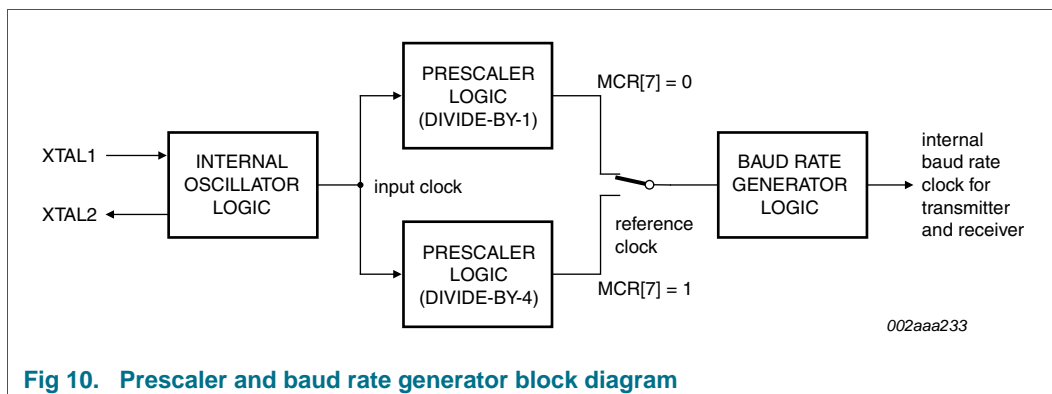 PRESCALER
LOGIC
(DIVIDE-BY-1)
MCR[7] = 0
XTAL1
XTAL2
INTERNAL
OSCILLATOR
LOGIC
input clock
BAUD RATE
GENERATOR
LOGIC
internal
baud rate
clock for
transmitter
and receiver
reference
clock
PRESCALER
LOGIC
(DIVIDE-BY-4)
MCR[7] = 1
002aaa233
Fig 10. Prescaler and baud rate generator block diagram